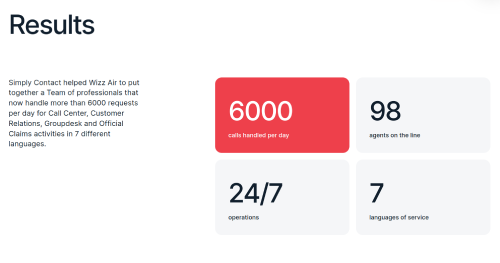 Results
Simply Contact helped Wizz Air to put
together a Team of professionals that
now handle more than 6000 requests
per day for Call Center, Customer
Relations, Groupdesk and Official
Claims activities in 7 different
languages.
6000
calls handled per day
98
agents on the line
24/7
operations
7
languages of service